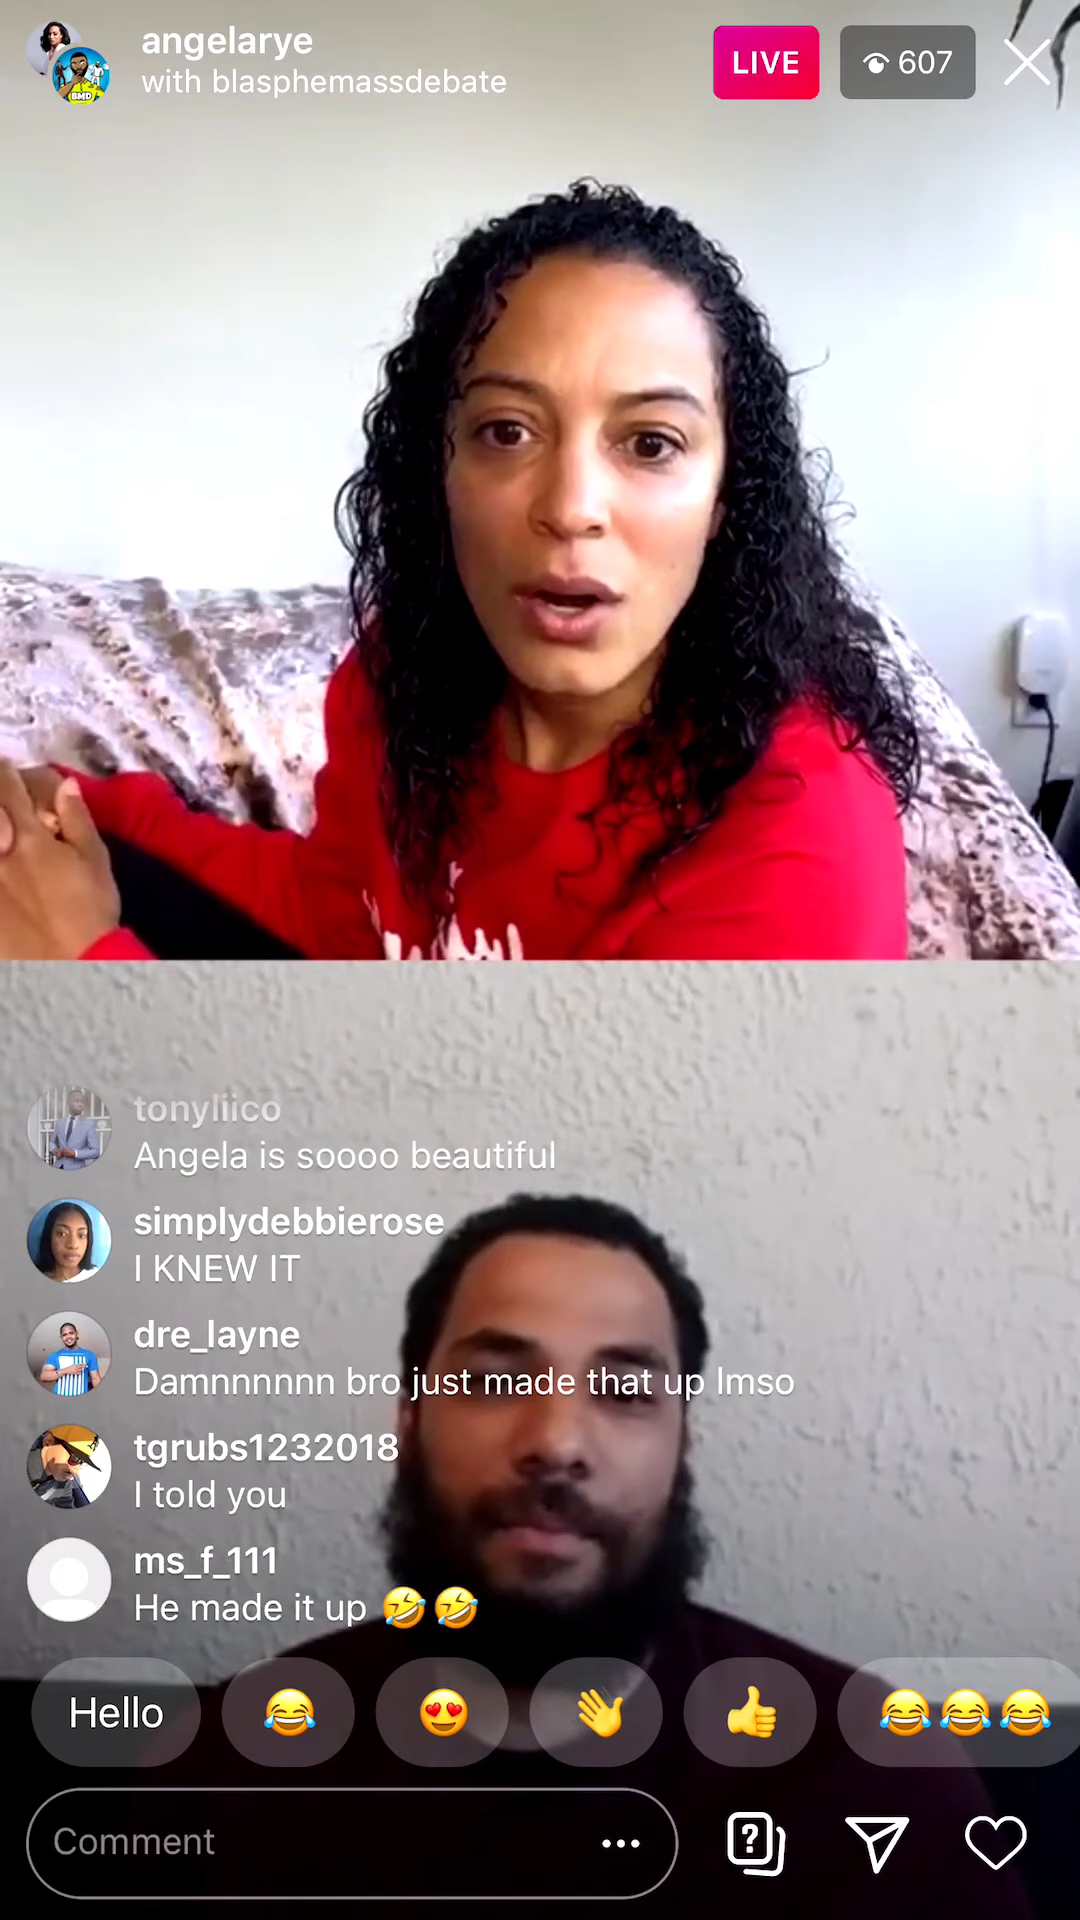 angelarye
with blasphemassdebate
LIVE
607
BMD
tonyliico
Angela is soooo beautiful
simplydebbierose
I KNEW IT
dre_layne
Damnnnnnn bro just made that up lmso
tgrubs1232018
I told you
ms_f_111
He made it up 🤣🤣
Hello
Comment